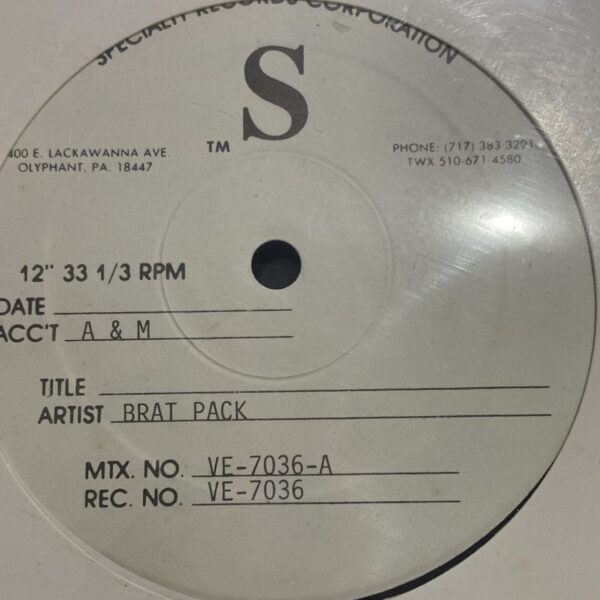 SPECIALTY RECORDS CORPORATION
S
TM
400 E. LACKAWANNA AVE
OLYPHANT, PA. 18447
PHONE: (717) 383 3291
TWX 510-671-4580
12" 33 1/3 RPM
DATE
ACC'T A & M
TITLE
ARTIST BRAT PACK
MTX. NO. VE-7036-A
REC. NO. VE-7036